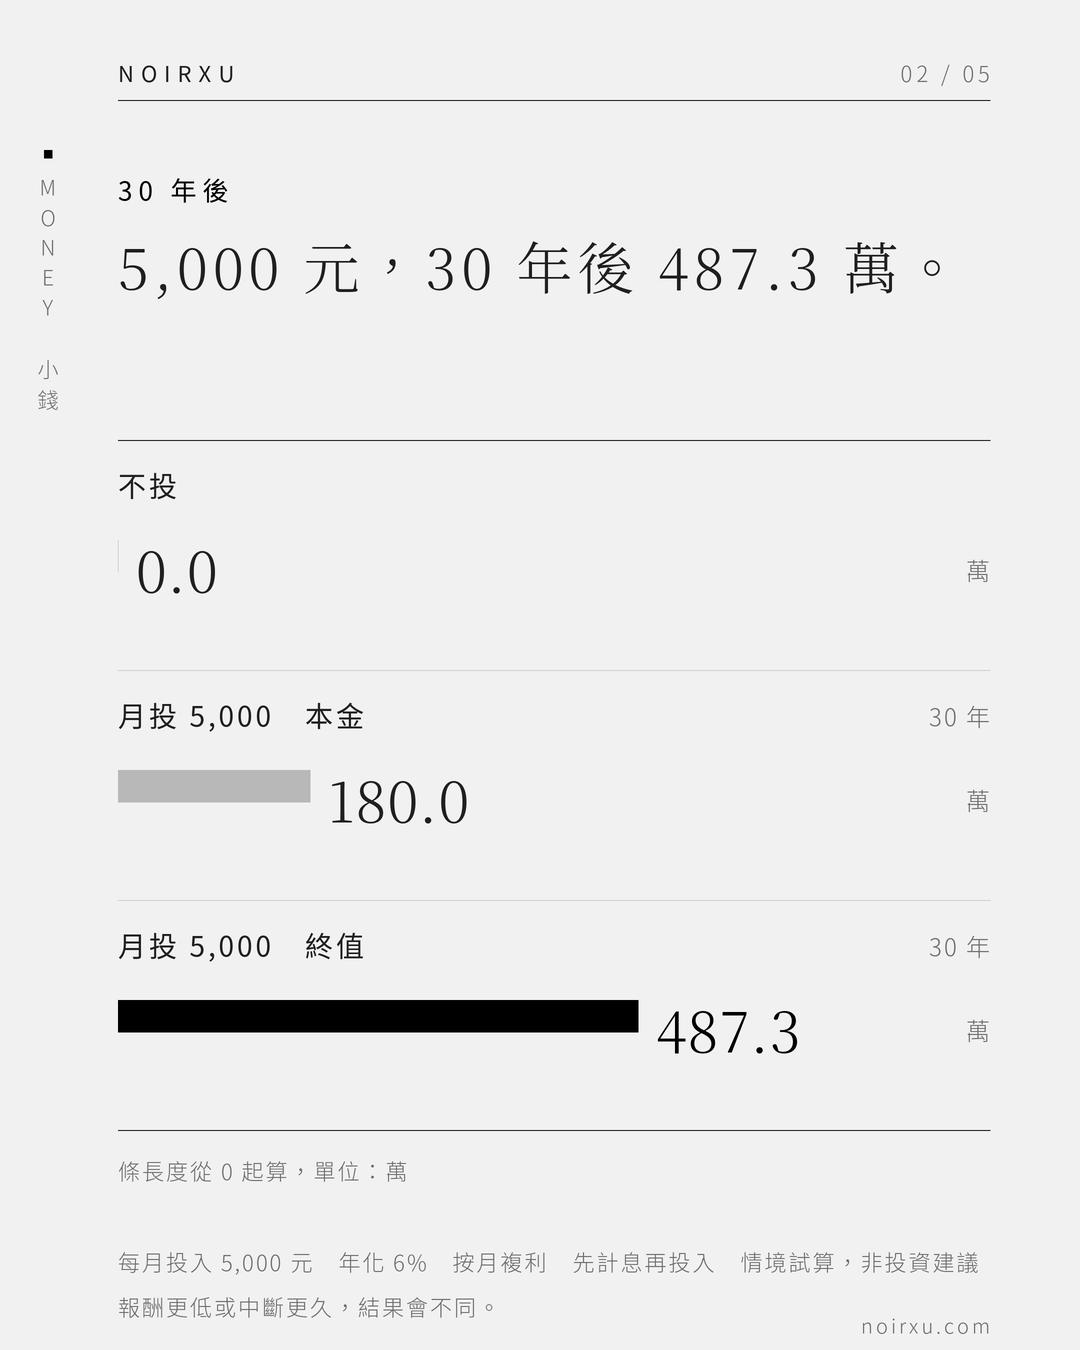 NOIRXU
02 / 05
MONEY 小錢
30 年後
5,000 元，30 年後 487.3 萬。
不投
0.0 萬
月投 5,000　本金 30 年
180.0 萬
月投 5,000　終值 30 年
487.3 萬
條長度從 0 起算，單位：萬
每月投入 5,000 元　年化 6%　按月複利　先計息再投入　情境試算，非投資建議
報酬更低或中斷更久，結果會不同。
noirxu.com